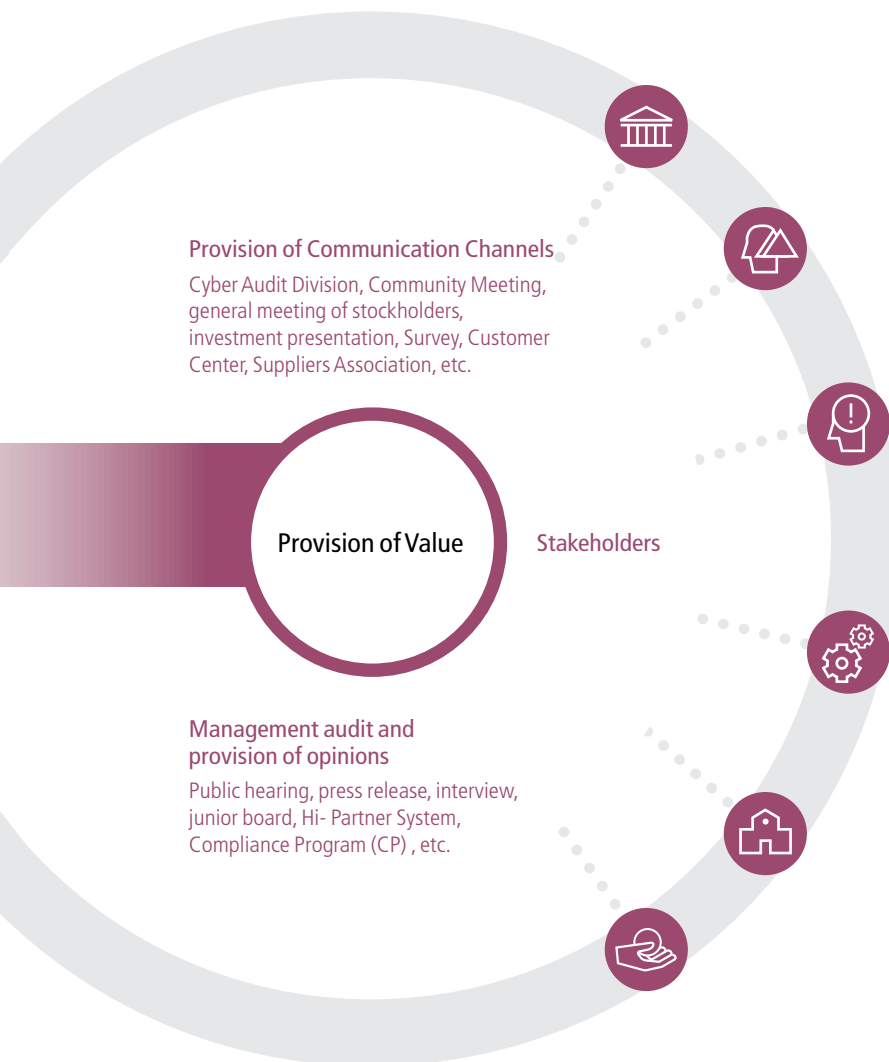 Provision of Communication Channels
Cyber Audit Division, Community Meeting,
general meeting of stockholders,
investment presentation, Survey, Customer
Center, Suppliers Association, etc.
Provision of Value
Stakeholders
Management audit and
provision of opinions
Public hearing, press release, interview,
junior board, Hi- Partner System,
Compliance Program (CP) , etc.